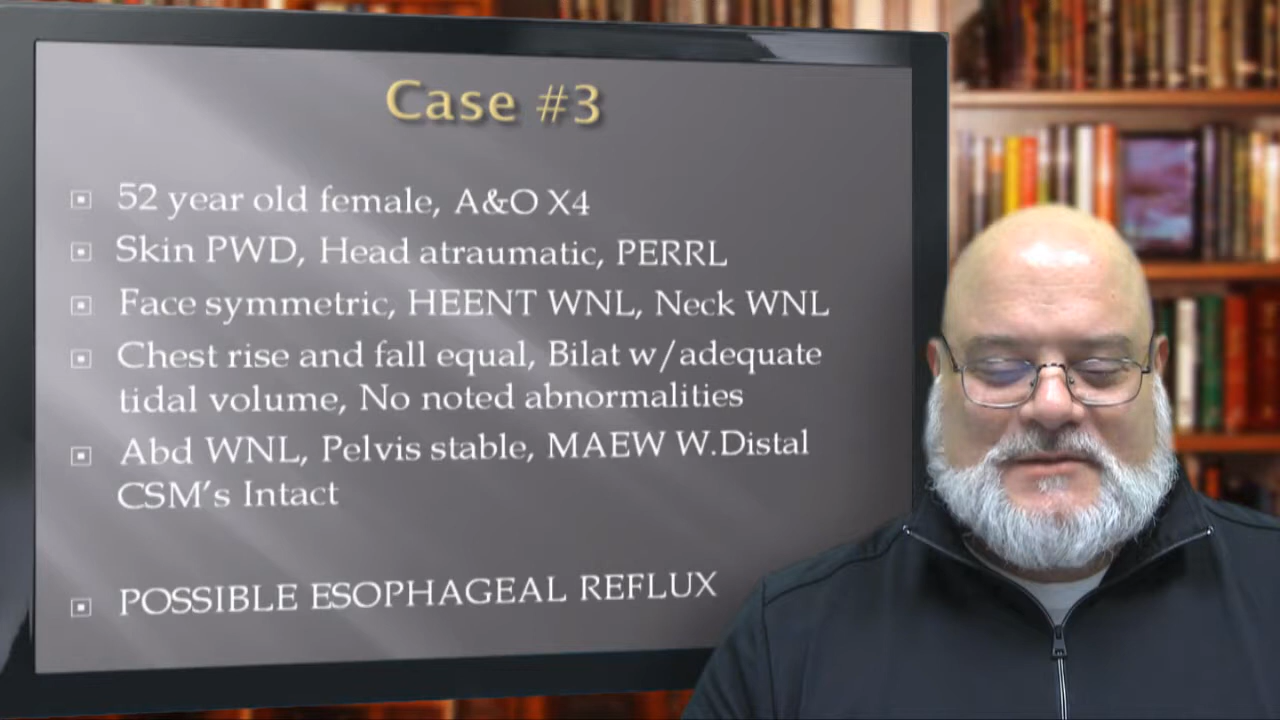 Case #3
52 year old female, A&O X4
Skin PWD, Head atraumatic, PERRL
Face symmetric, HEENT WNL, Neck WNL
Chest rise and fall equal, Bilat w/adequate
tidal volume, No noted abnormalities
Abd WNL, Pelvis stable, MAEW W.Distal
CSM's Intact
POSSIBLE ESOPHAGEAL REFLUX